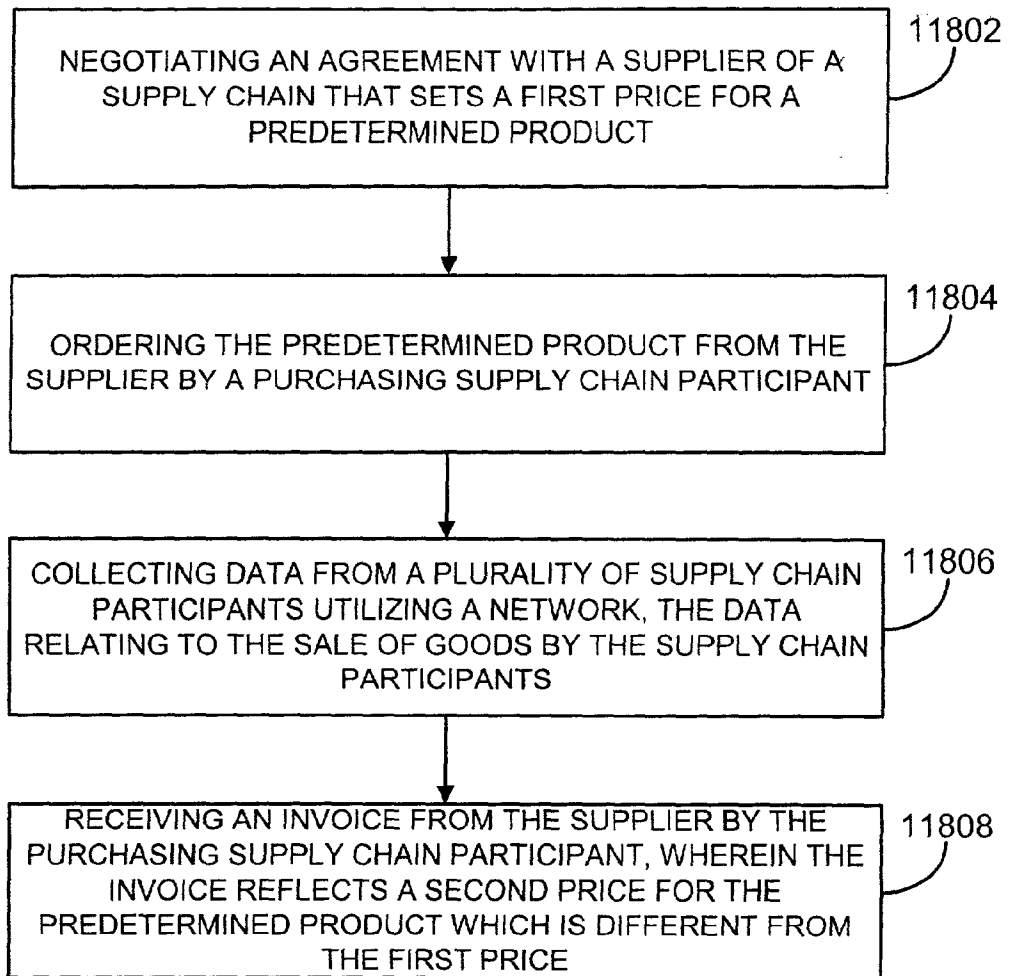 11802
NEGOTIATING AN AGREEMENT WITH A SUPPLIER OF A
SUPPLY CHAIN THAT SETS A FIRST PRICE FOR A
PREDETERMINED PRODUCT
11804
ORDERING THE PREDETERMINED PRODUCT FROM THE
SUPPLIER BY A PURCHASING SUPPLY CHAIN PARTICIPANT
11806
COLLECTING DATA FROM A PLURALITY OF SUPPLY CHAIN
PARTICIPANTS UTILIZING A NETWORK, THE DATA
RELATING TO THE SALE OF GOODS BY THE SUPPLY CHAIN
PARTICIPANTS
11808
RECEIVING AN INVOICE FROM THE SUPPLIER BY THE
PURCHASING SUPPLY CHAIN PARTICIPANT, WHEREIN THE
INVOICE REFLECTS A SECOND PRICE FOR THE
PREDETERMINED PRODUCT WHICH IS DIFFERENT FROM
THE FIRST PRICE